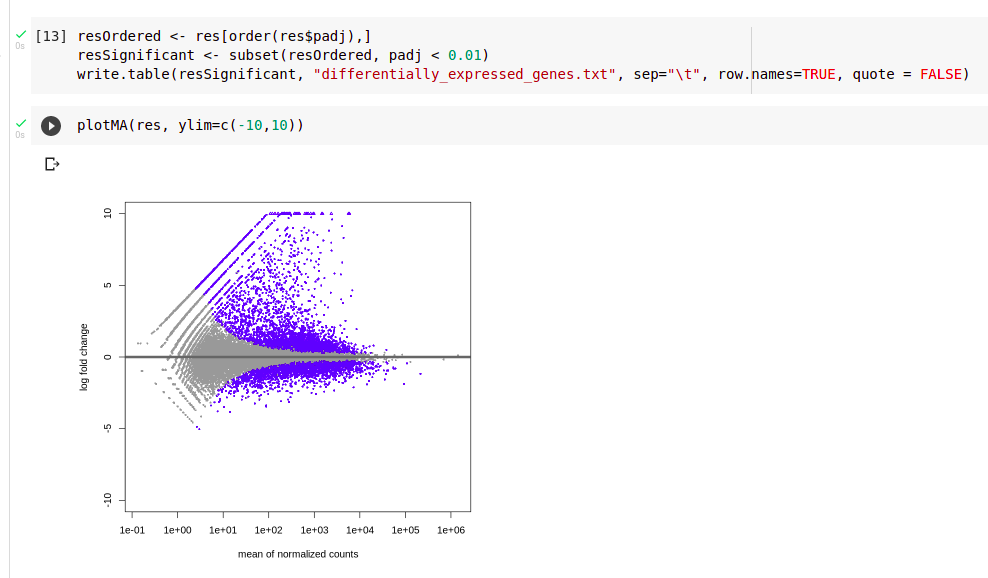 [13] resOrdered <- res[order(res$padj),]
resSignificant <- subset(resOrdered, padj < 0.01)
write.table(resSignificant, "differentially_expressed_genes.txt", sep="\t", row.names=TRUE, quote = FALSE)
0s
plotMA(res, ylim=c(-10,10))
0s
10
5
0
-5
-10
log fold change
1e-01 1e+00 1e+01 1e+02 1e+03 1e+04 1e+05 1e+06
mean of normalized counts